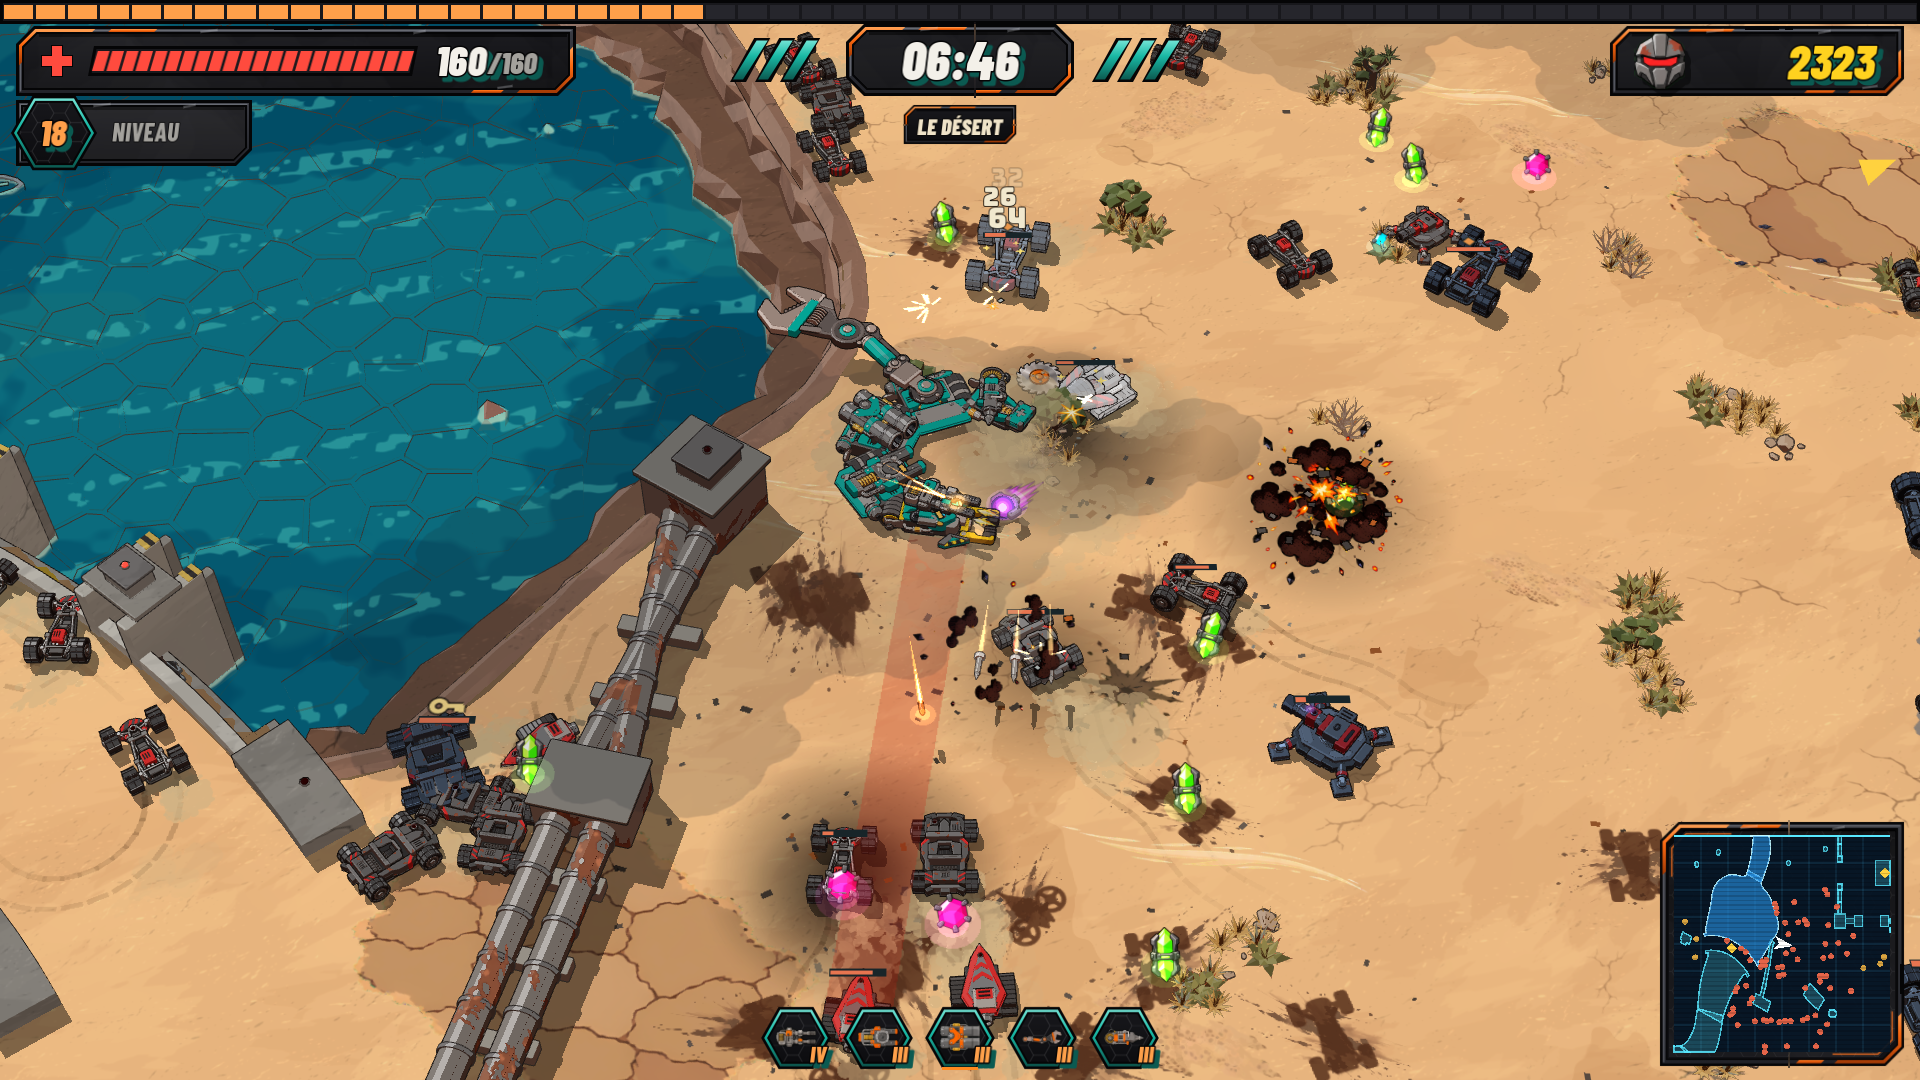 160/160
06:46
2323
18 NIVEAU
LE DÉSERT
32
26
64
IV
III
III
III
III